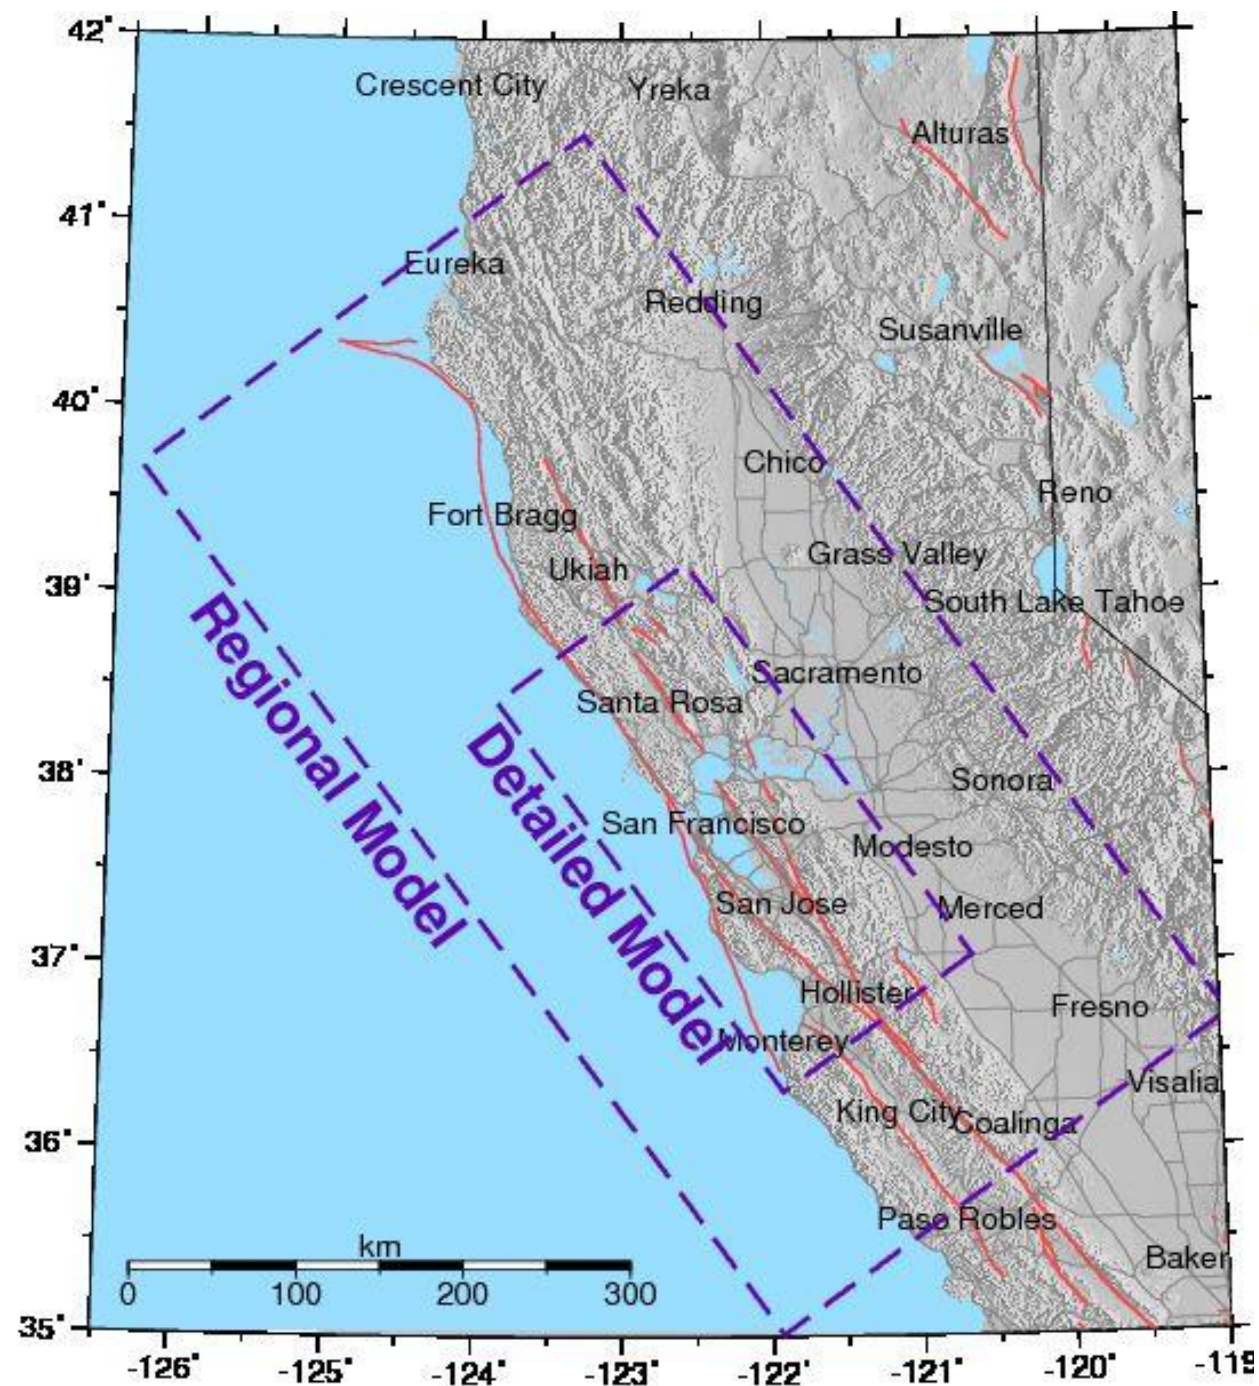 42°
Crescent City
Yreka
Alturas
41°
Eureka
Redding
Susanville
40°
Chico
Reno
Fort Bragg
Grass Valley
Ukiah
39°
South Lake Tahoe
Sacramento
Santa Rosa
Regional Model
38°
Sonora
Detailed Model
San Francisco
Modesto
San Jose
Merced
37°
Hollister
Fresno
Monterey
Visalia
King City
Coalinga
36°
Paso Robles
km
Baker
0 100 200 300
35°
-126° -125° -124° -123° -122° -121° -120° -119